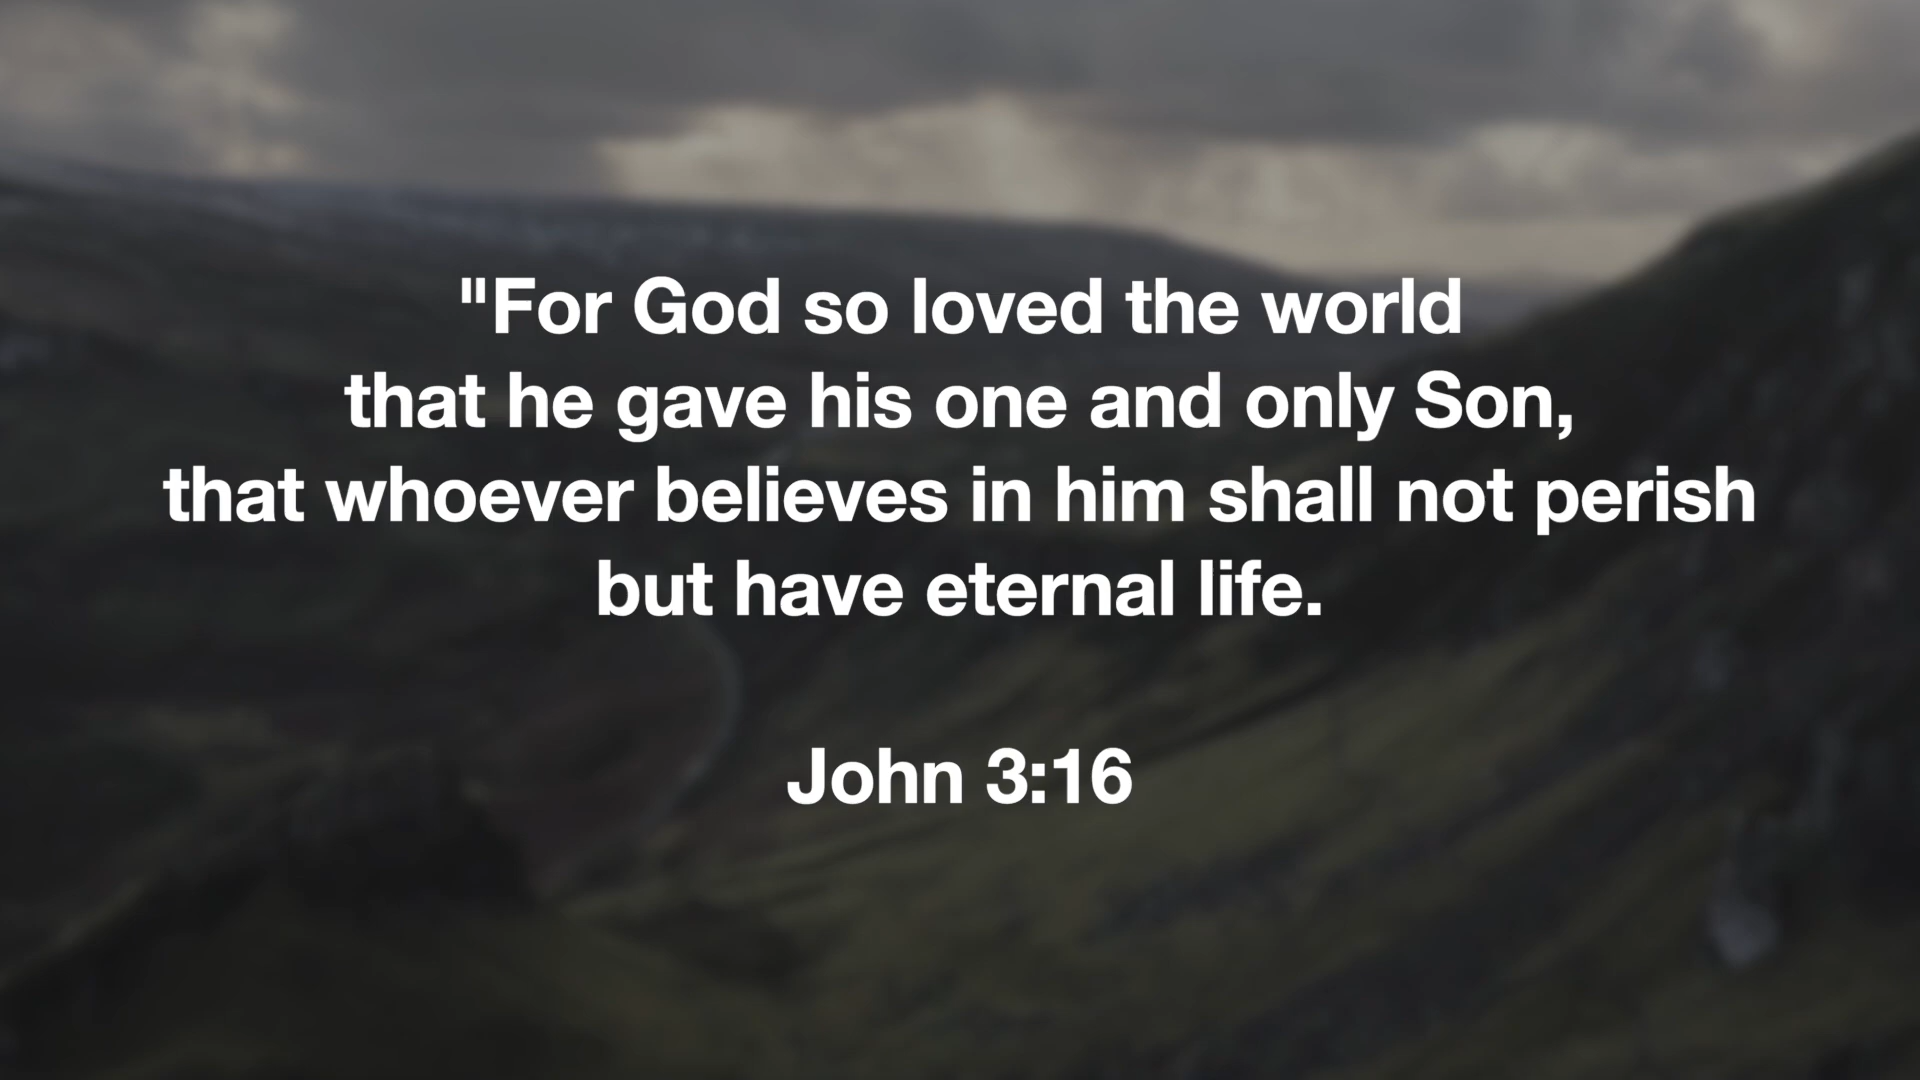 "For God so loved the world
that he gave his one and only Son,
that whoever believes in him shall not perish
but have eternal life.
John 3:16